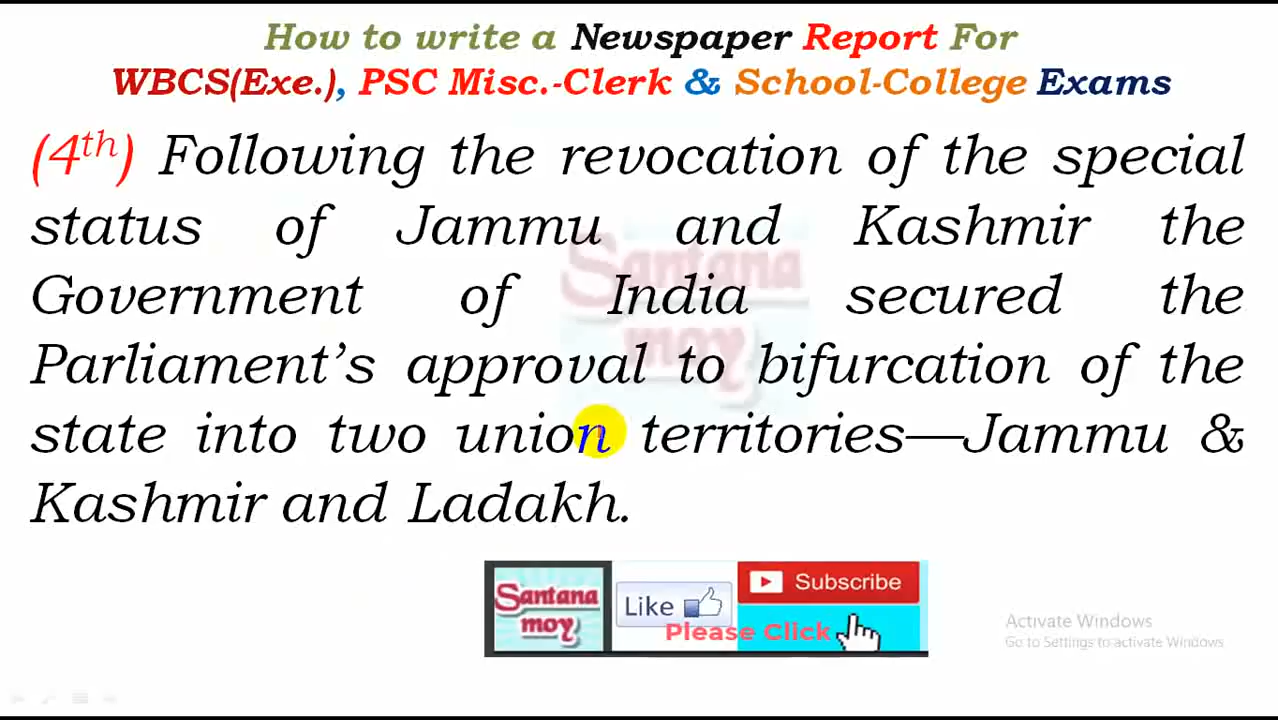 How to write a Newspaper Report For
WBCS(Exe.), PSC Misc.-Clerk & School-College Exams
(4th) Following the revocation of the special
status of Jammu and Kashmir the
Government of India secured the
Parliament's approval to bifurcation of the
state into two union territories—Jammu &
Kashmir and Ladakh.
Santana
moy
Santana
moy
Like
Subscribe
Please Click
Activate Windows
Go to Settings to activate Windows